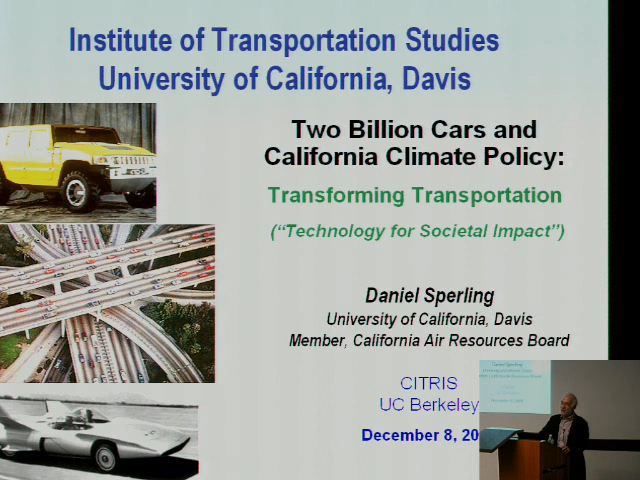 Institute of Transportation Studies
University of California, Davis
Two Billion Cars and
California Climate Policy:
Transforming Transportation
("Technology for Societal Impact")
Daniel Sperling
University of California, Davis
Member, California Air Resources Board
CITRIS
UC Berkeley
December 8, 20
Daniel Sperling